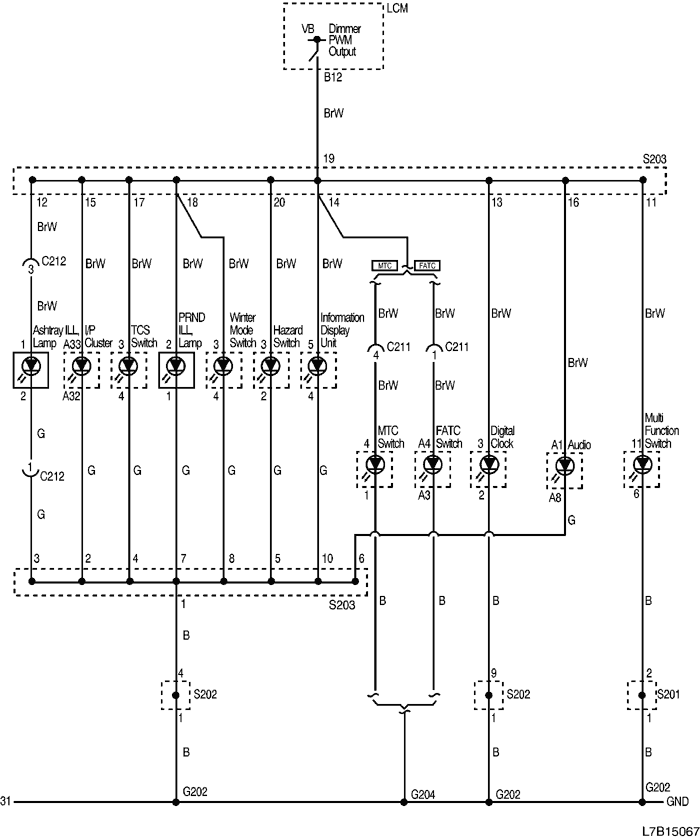 LCM
VB Dimmer
PWM
Output
B12
BrW
19
S203
12 15 17 18 20 14 13 16 11
BrW
C212
3
BrW BrW BrW BrW BrW BrW
MTC FATC
BrW
BrW BrW BrW BrW
Ashtray ILL,
Lamp
I/P
Cluster
TCS
Switch
PRND
ILL,
Lamp
Winter
Mode
Switch
Hazard
Switch
Information
Display
Unit
1 A33 3 2 3 3 5
C211 C211
4 1
BrW
BrW BrW
2 A32 4 1 4 2 4
MTC
Switch
FATC
Switch
Digital
Clock
Audio
Multi
Function
Switch
4 A4 3 A1 11
G
1
C212
G G G G G G
1 A3 2 A8 6
G
G
3 2 4 7 8 5 10 6
S203
1
B B B B
B
4 9 2
S202 S202 S201
1 1 1
B B B
31 G202 G204 G202 G202 GND
L7B15067